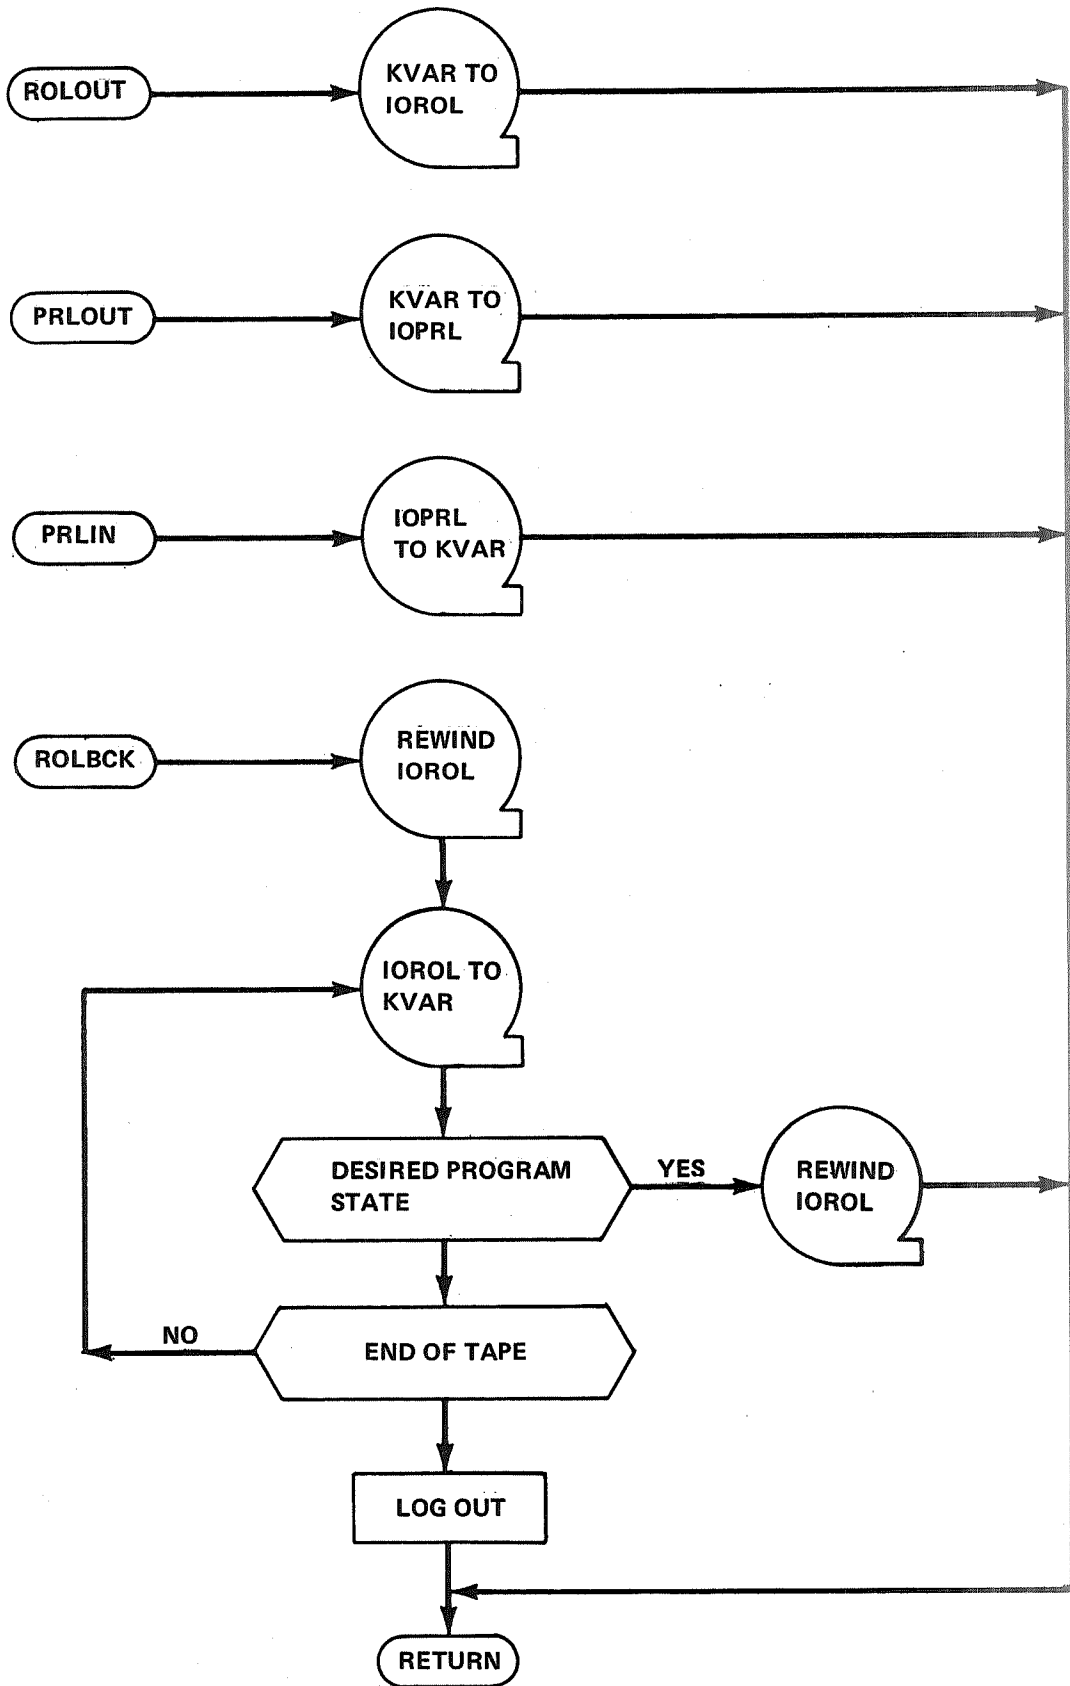 ROLOUT
KVAR TO
IOROL
PRLOUT
KVAR TO
IOPRL
PRLIN
IOPRL
TO KVAR
ROLBCK
REWIND
IOROL
IOROL TO
KVAR
DESIRED PROGRAM
STATE
YES
REWIND
IOROL
NO
END OF TAPE
LOG OUT
RETURN